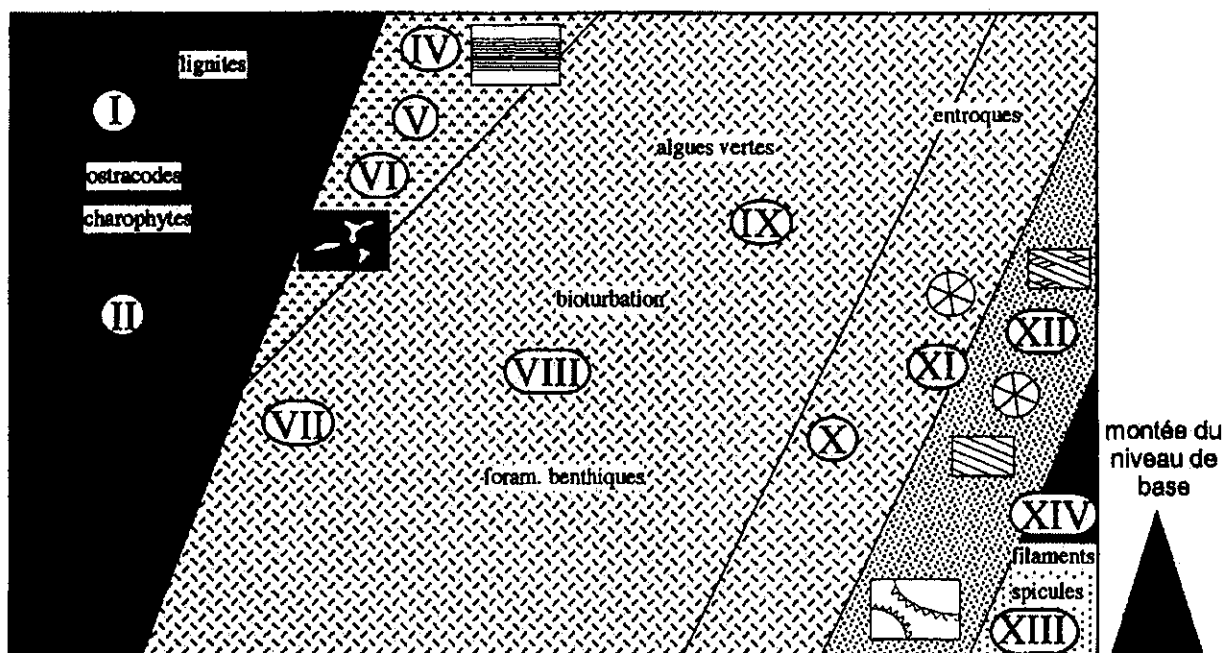 lignites
IV
I
V
entroques
algues vertes
ostracodes
VI
charophytes
IX
bioturbation
II
XII
VIII
XI
VII
X
montée du
niveau de
base
foram. benthiques
XIV
filaments
spicules
XIII